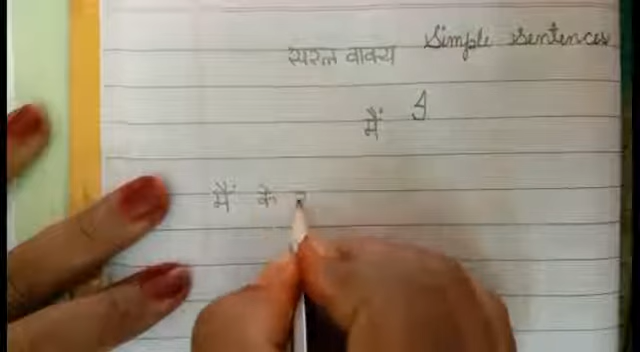 सरल वाक्य Simple Sentences
मैं I
मैं के